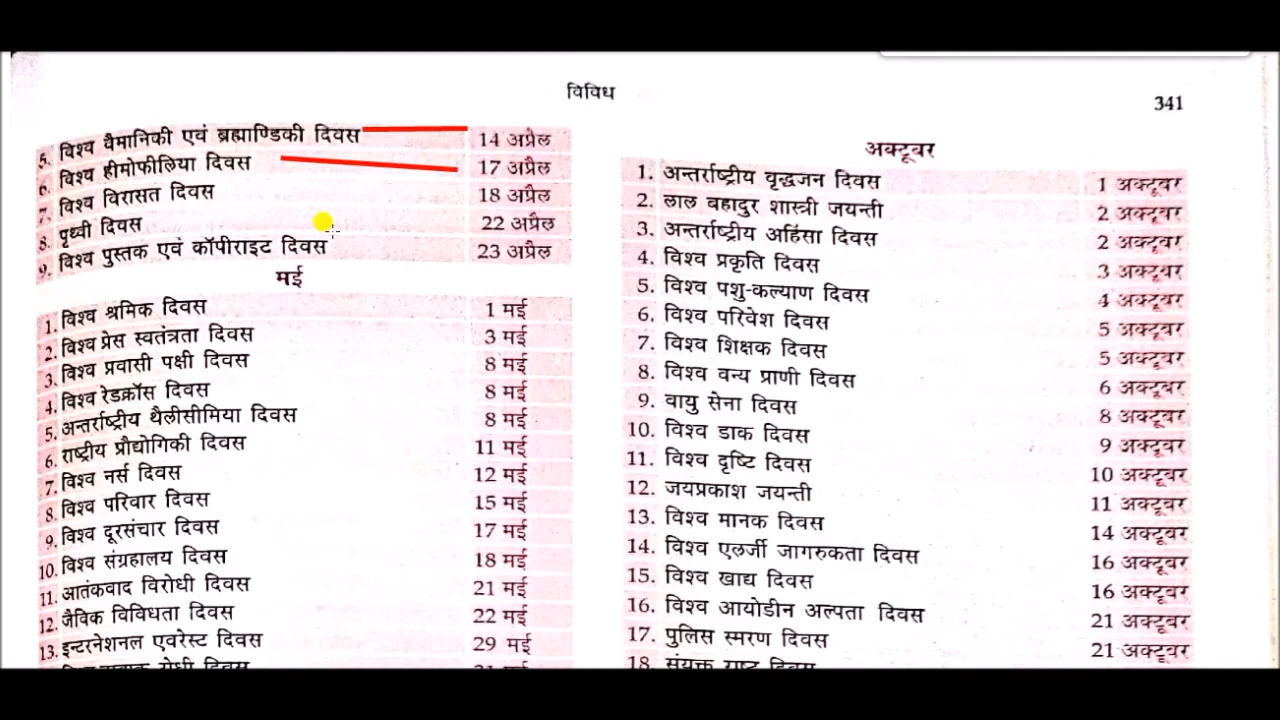 विविध
341
5. विश्व वैमानिकी एवं ब्रह्माण्डिकी दिवस 14 अप्रैल
6. विश्व हीमोफीलिया दिवस 17 अप्रैल
7. विश्व विरासत दिवस 18 अप्रैल
8. पृथ्वी दिवस 22 अप्रैल
9. विश्व पुस्तक एवं कॉपीराइट दिवस 23 अप्रैल
मई
1. विश्व श्रमिक दिवस 1 मई
2. विश्व प्रेस स्वतंत्रता दिवस 3 मई
3. विश्व प्रवासी पक्षी दिवस 8 मई
4. विश्व रेडक्रॉस दिवस 8 मई
5. अन्तर्राष्ट्रीय थैलीसीमिया दिवस 8 मई
6. राष्ट्रीय प्रौद्योगिकी दिवस 11 मई
7. विश्व नर्स दिवस 12 मई
8. विश्व परिवार दिवस 15 मई
9. विश्व दूरसंचार दिवस 17 मई
10. विश्व संग्रहालय दिवस 18 मई
11. आतंकवाद विरोधी दिवस 21 मई
12. जैविक विविधता दिवस 22 मई
13. इन्टरनेशनल एवरेस्ट दिवस 29 मई
अक्टूबर
1. अन्तर्राष्ट्रीय वृद्धजन दिवस 1 अक्टूबर
2. लाल बहादुर शास्त्री जयन्ती 2 अक्टूबर
3. अन्तर्राष्ट्रीय अहिंसा दिवस 2 अक्टूबर
4. विश्व प्रकृति दिवस 3 अक्टूबर
5. विश्व पशु-कल्याण दिवस 4 अक्टूबर
6. विश्व परिवेश दिवस 5 अक्टूबर
7. विश्व शिक्षक दिवस 5 अक्टूबर
8. विश्व वन्य प्राणी दिवस 6 अक्टूबर
9. वायु सेना दिवस 8 अक्टूबर
10. विश्व डाक दिवस 9 अक्टूबर
11. विश्व दृष्टि दिवस 10 अक्टूबर
12. जयप्रकाश जयन्ती 11 अक्टूबर
13. विश्व मानक दिवस 14 अक्टूबर
14. विश्व एलर्जी जागरुकता दिवस 16 अक्टूबर
15. विश्व खाद्य दिवस 16 अक्टूबर
16. विश्व आयोडीन अल्पता दिवस 21 अक्टूबर
17. पुलिस स्मरण दिवस 21 अक्टूबर
18.